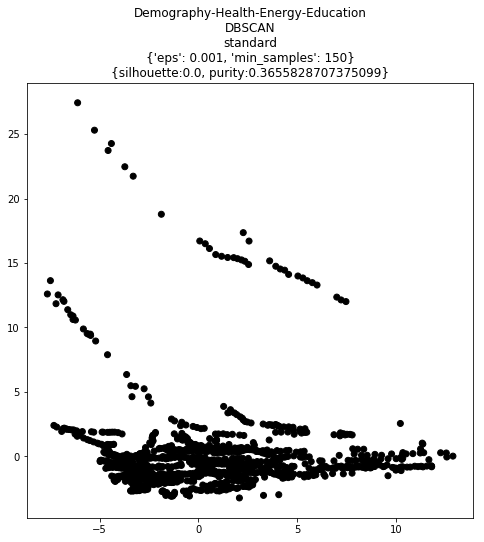 Demography-Health-Energy-Education
DBSCAN
standard
{'eps': 0.001, 'min_samples': 150}
{silhouette:0.0, purity:0.3655828707375099}
25
20
15
10
5
0
−5 0 5 10